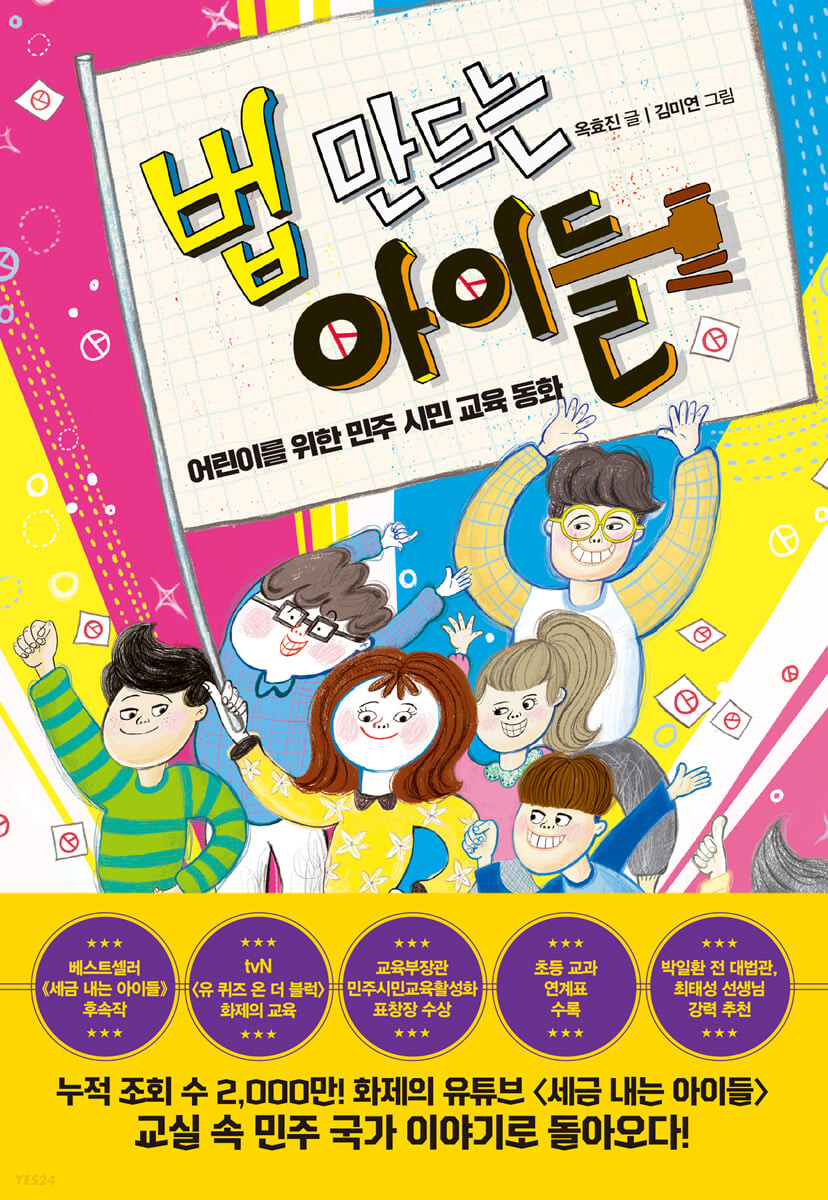 법 만드는
아이들
옥효진 글 | 김미연 그림
어린이를 위한 민주 시민 교육 동화
★★★
베스트셀러
《세금 내는 아이들》
후속작
★★★
★★★
tvN
〈유 퀴즈 온 더 블럭〉
화제의 교육
★★★
★★★
교육부장관
민주시민교육활성화
표창장 수상
★★★
★★★
초등 교과
연계표
수록
★★★
★★★
박일환 전 대법관,
최태성 선생님
강력 추천
★★★
누적 조회 수 2,000만! 화제의 유튜브 〈세금 내는 아이들〉
교실 속 민주 국가 이야기로 돌아오다!
YES24